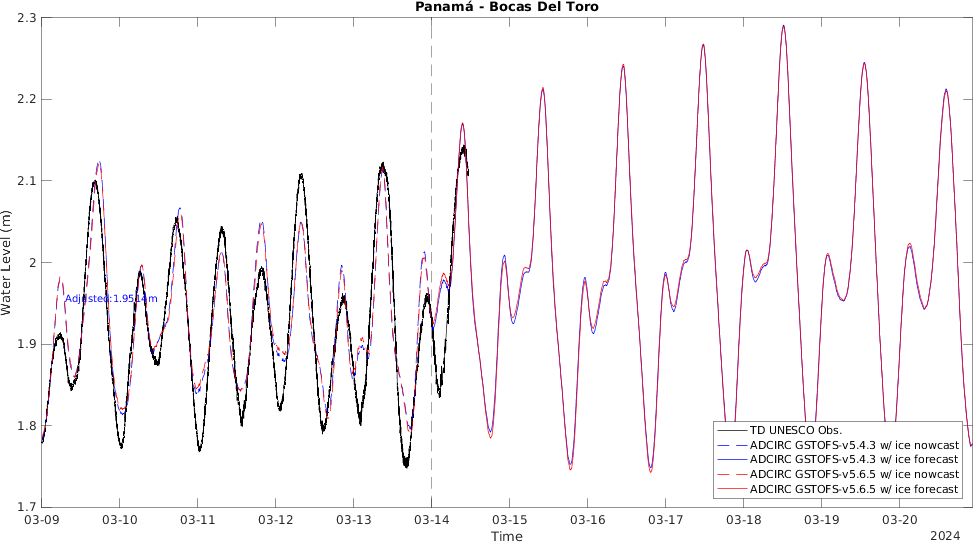 Panamá - Bocas Del Toro
2.3
2.2
2.1
2
1.9
1.8
1.7
Water Level (m)
Adjusted:1.9514m
TD UNESCO Obs.
ADCIRC GSTOFS-v5.4.3 w/ ice nowcast
ADCIRC GSTOFS-v5.4.3 w/ ice forecast
ADCIRC GSTOFS-v5.6.5 w/ ice nowcast
ADCIRC GSTOFS-v5.6.5 w/ ice forecast
03-09 03-10 03-11 03-12 03-13 03-14 03-15 03-16 03-17 03-18 03-19 03-20
Time
2024